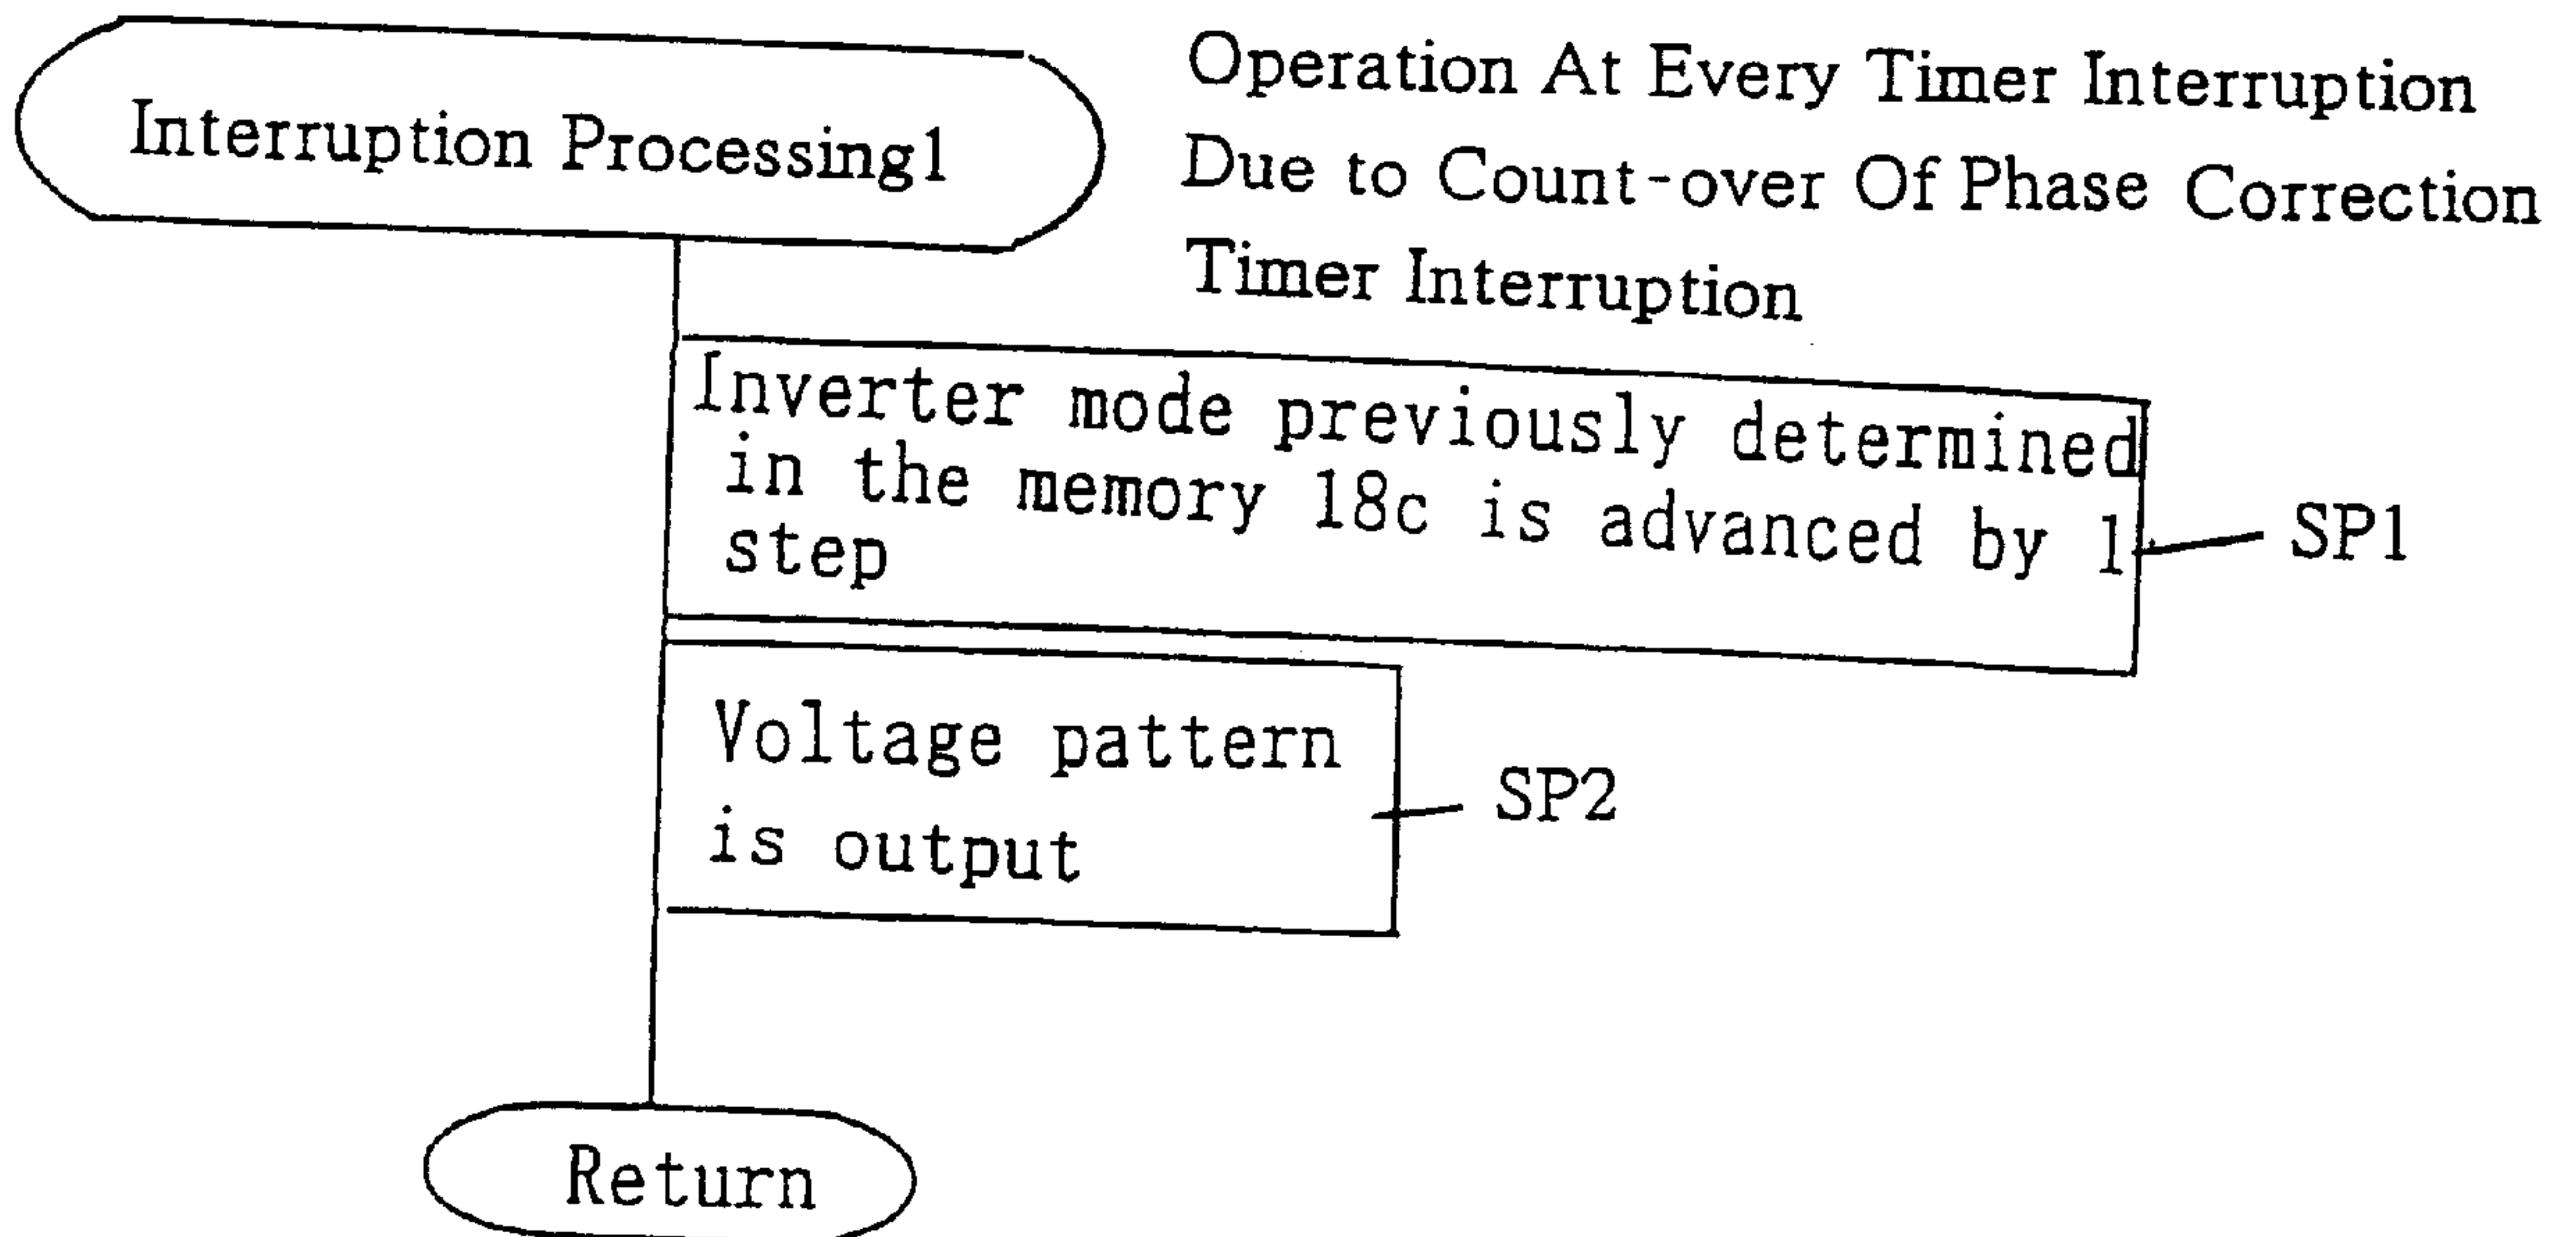 Interruption Processing1
Operation At Every Timer Interruption
Due to Count-over Of Phase Correction
Timer Interruption
Inverter mode previously determined
in the memory 18c is advanced by 1
step
SP1
Voltage pattern
is output
SP2
Return